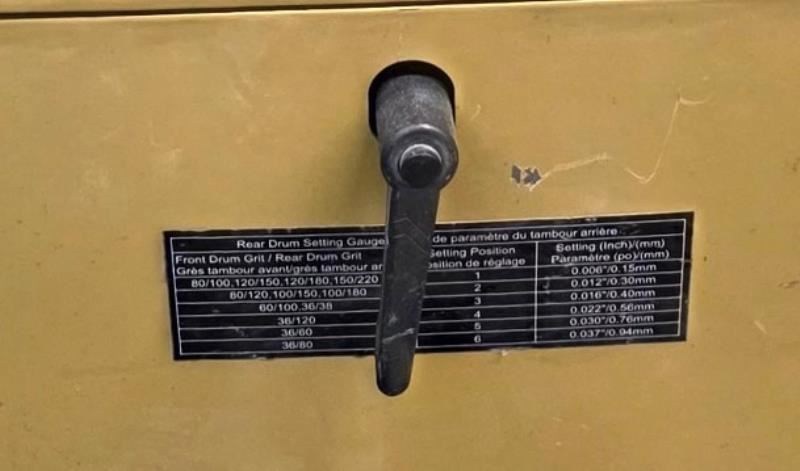 Rear Drum Setting Gauge de paramètre du tambour arrière
Front Drum Grit / Rear Drum Grit Setting Position Setting (Inch)/(mm)
Grès tambour avant/grès tambour ar osition de réglage Paramètre (po)/(mm)
80/100,120/150,120/180,150/220 1 0.006"/0.15mm
80/120,100/150,100/180 2 0.012"/0.30mm
60/100,36/38 3 0.016"/0.40mm
36/120 4 0.022"/0.56mm
36/60 5 0.030"/0.76mm
36/80 6 0.037"/0.94mm